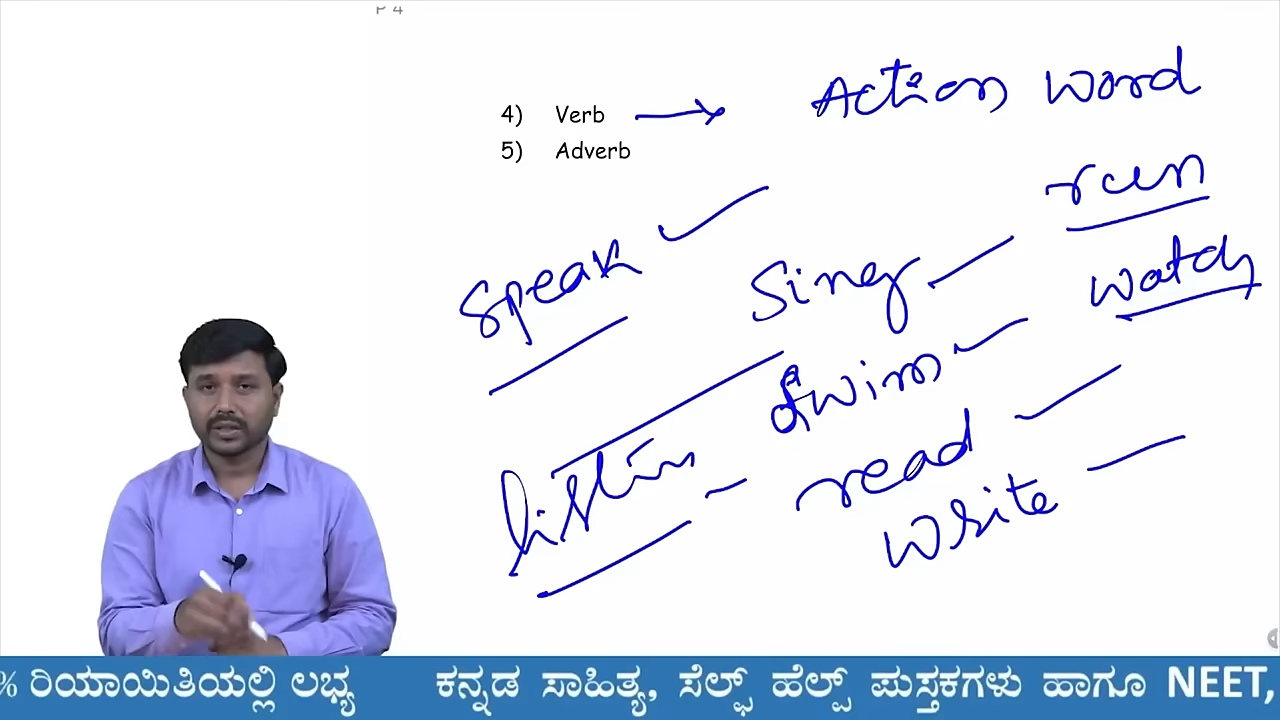 4) Verb → Action word
5) Adverb
run
speak
sing
watch
swim
listin
read
write
% ರಿಯಾಯಿತಿಯಲ್ಲಿ ಲಭ್ಯ ಕನ್ನಡ ಸಾಹಿತ್ಯ, ಸೆಲ್ಫ್ ಹೆಲ್ಪ್ ಪುಸ್ತಕಗಳು ಹಾಗೂ NEET,